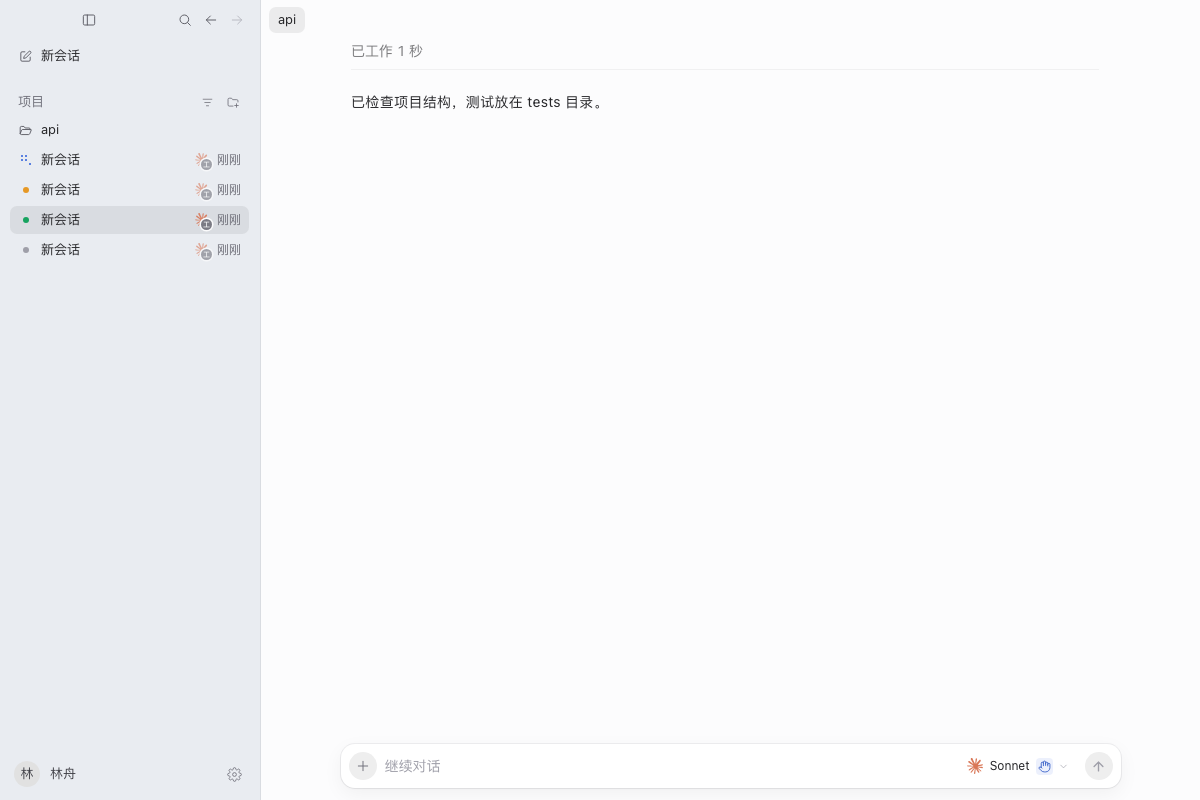 新会话
项目
api
新会话 刚刚
新会话 刚刚
新会话 刚刚
新会话 刚刚
林 林舟
api
已工作 1 秒
已检查项目结构，测试放在 tests 目录。
继续对话
Sonnet